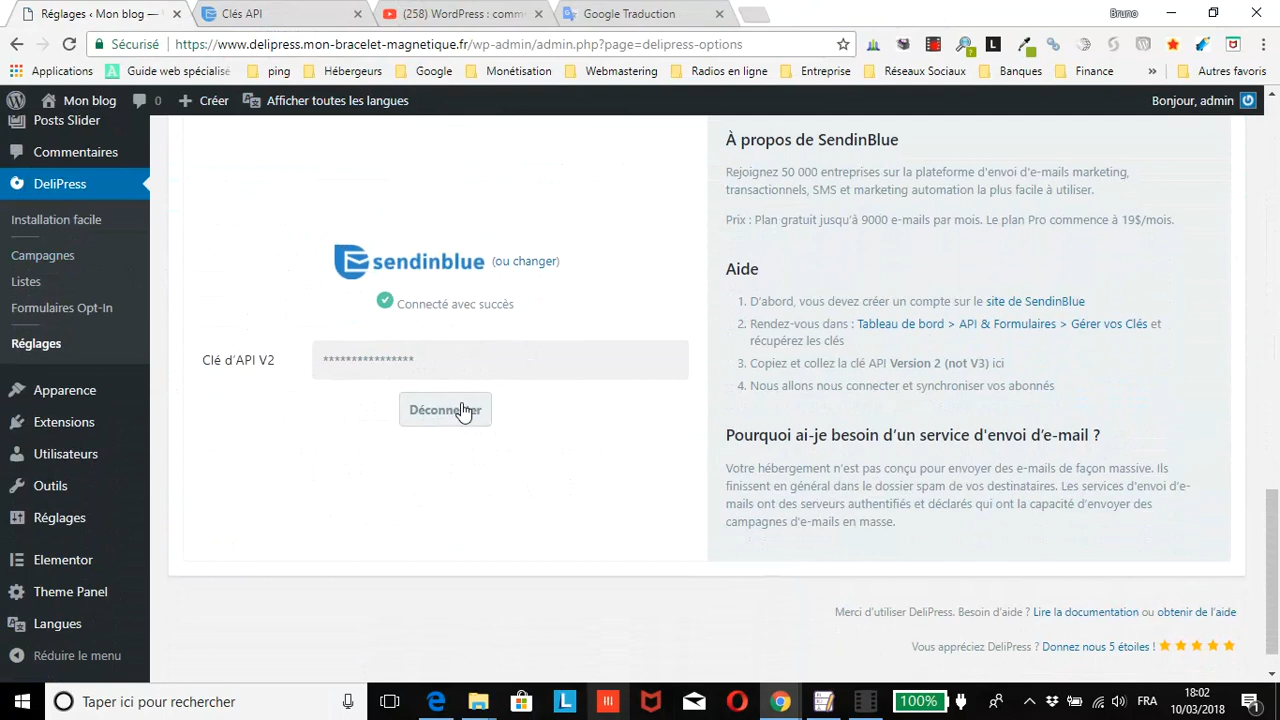 Réglages ‹ Mon blog —
Clés API
(258) WordPress : comme
Google Traduction
Bruno
Sécurisé
https://www.delipress.mon-bracelet-magnetique.fr/wp-admin/admin.php?page=delipress-options
Applications
Guide web spécialisé
ping
Hébergeurs
Google
Monétisation
Webmastering
Radios en ligne
Entreprise
Réseaux Sociaux
Banques
Finance
»
Autres favoris
Mon blog
0
Créer
Afficher toutes les langues
Bonjour, admin
Posts Slider
Commentaires
DeliPress
Installation facile
Campagnes
Listes
Formulaires Opt-In
Réglages
Apparence
Extensions
Utilisateurs
Outils
Réglages
Elementor
Theme Panel
Langues
Réduire le menu
sendinblue (ou changer)
Connecté avec succès
Clé d'API V2
****************
Déconnecter
À propos de SendinBlue
Rejoignez 50 000 entreprises sur la plateforme d'envoi d'e-mails marketing,
transactionnels, SMS et marketing automation la plus facile à utiliser.
Prix : Plan gratuit jusqu'à 9000 e-mails par mois. Le plan Pro commence à 19$/mois.
Aide
1. D'abord, vous devez créer un compte sur le site de SendinBlue
2. Rendez-vous dans : Tableau de bord > API & Formulaires > Gérer vos Clés et
récupérez les clés
3. Copiez et collez la clé API Version 2 (not V3) ici
4. Nous allons nous connecter et synchroniser vos abonnés
Pourquoi ai-je besoin d'un service d'envoi d'e-mail ?
Votre hébergement n'est pas conçu pour envoyer des e-mails de façon massive. Ils
finissent en général dans le dossier spam de vos destinataires. Les services d'envoi d'e-
mails ont des serveurs authentifiés et déclarés qui ont la capacité d'envoyer des
campagnes d'e-mails en masse.
Merci d'utiliser DeliPress. Besoin d'aide ? Lire la documentation ou obtenir de l'aide
Vous appréciez DeliPress ? Donnez nous 5 étoiles !
Taper ici pour rechercher
100%
FRA
18:02
10/03/2018